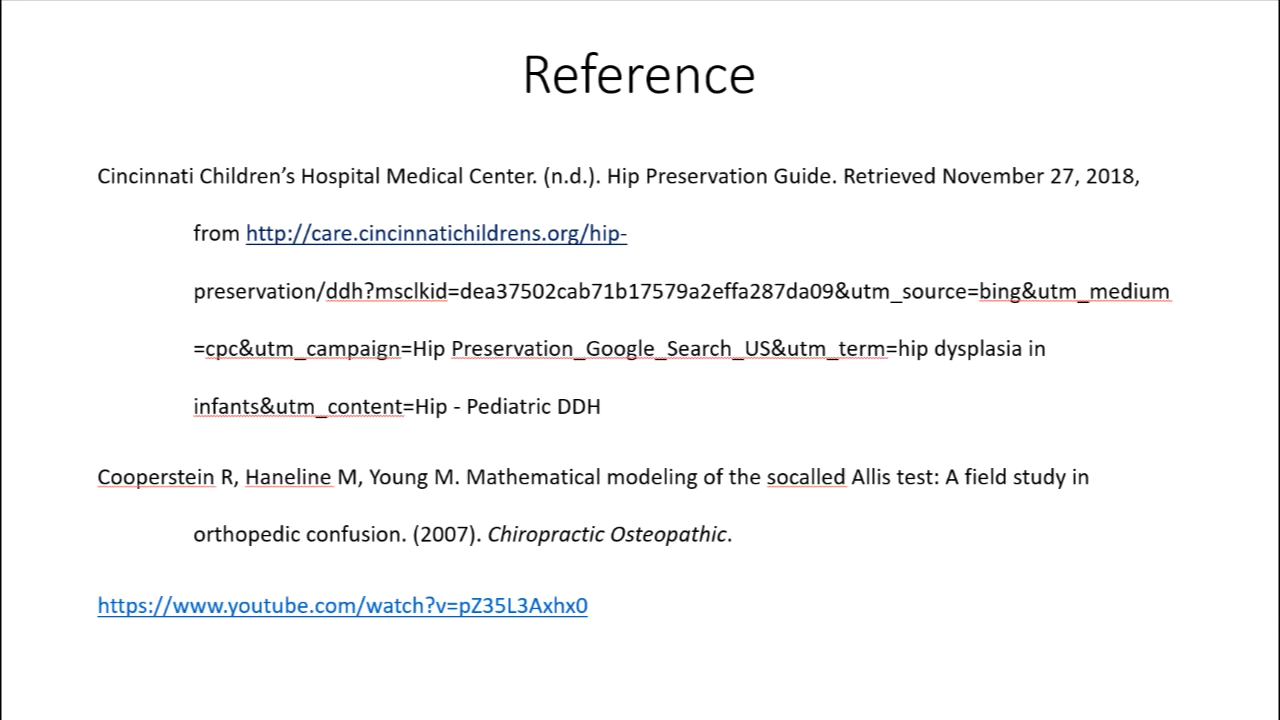 Reference
Cincinnati Children’s Hospital Medical Center. (n.d.). Hip Preservation Guide. Retrieved November 27, 2018,
from http://care.cincinnatichildrens.org/hip-
preservation/ddh?msclkid=dea37502cab71b17579a2effa287da09&utm_source=bing&utm_medium
=cpc&utm_campaign=Hip Preservation_Google_Search_US&utm_term=hip dysplasia in
infants&utm_content=Hip - Pediatric DDH
Cooperstein R, Haneline M, Young M. Mathematical modeling of the socalled Allis test: A field study in
orthopedic confusion. (2007). Chiropractic Osteopathic.
https://www.youtube.com/watch?v=pZ35L3Axhx0